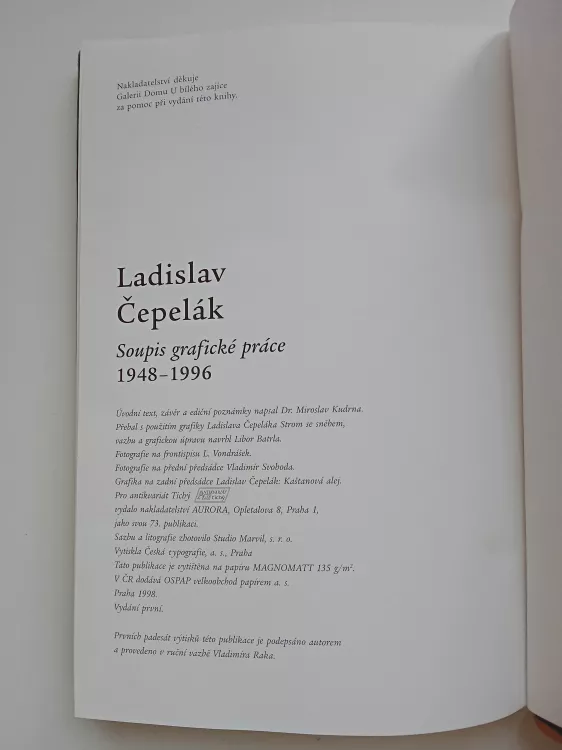 Nakladatelství děkuje
Galerii Domu U bílého zajíce
za pomoc při vydání této knihy.
Ladislav
Čepelák
Soupis grafické práce
1948–1996
Úvodní text, závěr a ediční poznámky napsal Dr. Miroslav Kudrna.
Přebal s použitím grafiky Ladislava Čepeláka Strom se sněhem,
vazbu a grafickou úpravu navrhl Libor Batrla.
Fotografie na frontispisu L. Vondrášek.
Fotografie na přední předsádce Vladimír Svoboda.
Grafika na zadní předsádce Ladislav Čepelák: Kaštanová alej.
Pro antikvariát Tichý
vydalo nakladatelství AURORA, Opletalova 8, Praha 1,
jako svou 73. publikaci.
Sazbu a litografie zhotovilo Studio Marvil, s. r. o.
Vytiskla Česká typografie, a. s., Praha
Tato publikace je vytištěna na papíru MAGNOMATT 135 g/m².
V ČR dodává OSPAP velkoobchod papírem a. s.
Praha 1998.
Vydání první.
Prvních padesát výtisků této publikace je podepsáno autorem
a provedeno v ruční vazbě Vladimíra Raka.